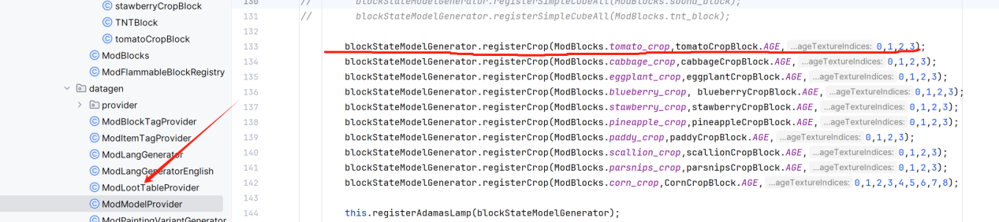 stawberryCropBlock
TNTBlock
tomatoCropBlock
ModBlocks
ModFlammableBlockRegistry
datagen
provider
ModBlockTagProvider
ModItemTagProvider
ModLangGenerator
ModLangGeneratorEnglish
ModLootTableProvider
ModModelProvider
ModPaintingVariantGenerator
130 // blockStateModelGenerator.registerSimpleCubeAll(ModBlocks.sound_block);
131 // blockStateModelGenerator.registerSimpleCubeAll(ModBlocks.tnt_block);
132
133 blockStateModelGenerator.registerCrop(ModBlocks.tomato_crop,tomatoCropBlock.AGE, ...ageTextureIndices: 0,1,2,3);
134 blockStateModelGenerator.registerCrop(ModBlocks.cabbage_crop,cabbageCropBlock.AGE, ...ageTextureIndices: 0,1,2,3);
135 blockStateModelGenerator.registerCrop(ModBlocks.eggplant_crop,eggplantCropBlock.AGE, ...ageTextureIndices: 0,1,2,3);
136 blockStateModelGenerator.registerCrop(ModBlocks.blueberry_crop, blueberryCropBlock.AGE, ...ageTextureIndices: 0,1,2,3);
137 blockStateModelGenerator.registerCrop(ModBlocks.stawberry_crop,stawberryCropBlock.AGE, ...ageTextureIndices: 0,1,2,3);
138 blockStateModelGenerator.registerCrop(ModBlocks.pineapple_crop,pineappleCropBlock.AGE, ...ageTextureIndices: 0,1,2,3);
139 blockStateModelGenerator.registerCrop(ModBlocks.paddy_crop,paddyCropBlock.AGE, ...ageTextureIndices: 0,1,2,3);
140 blockStateModelGenerator.registerCrop(ModBlocks.scallion_crop,scallionCropBlock.AGE, ...ageTextureIndices: 0,1,2,3);
141 blockStateModelGenerator.registerCrop(ModBlocks.parsnips_crop,parsnipsCropBlock.AGE, ...ageTextureIndices: 0,1,2,3);
142 blockStateModelGenerator.registerCrop(ModBlocks.corn_crop,CornCropBlock.AGE, ...ageTextureIndices: 0,1,2,3,4,5,6,7,8);
143
144 this.registerAdamasLamp(blockStateModelGenerator);